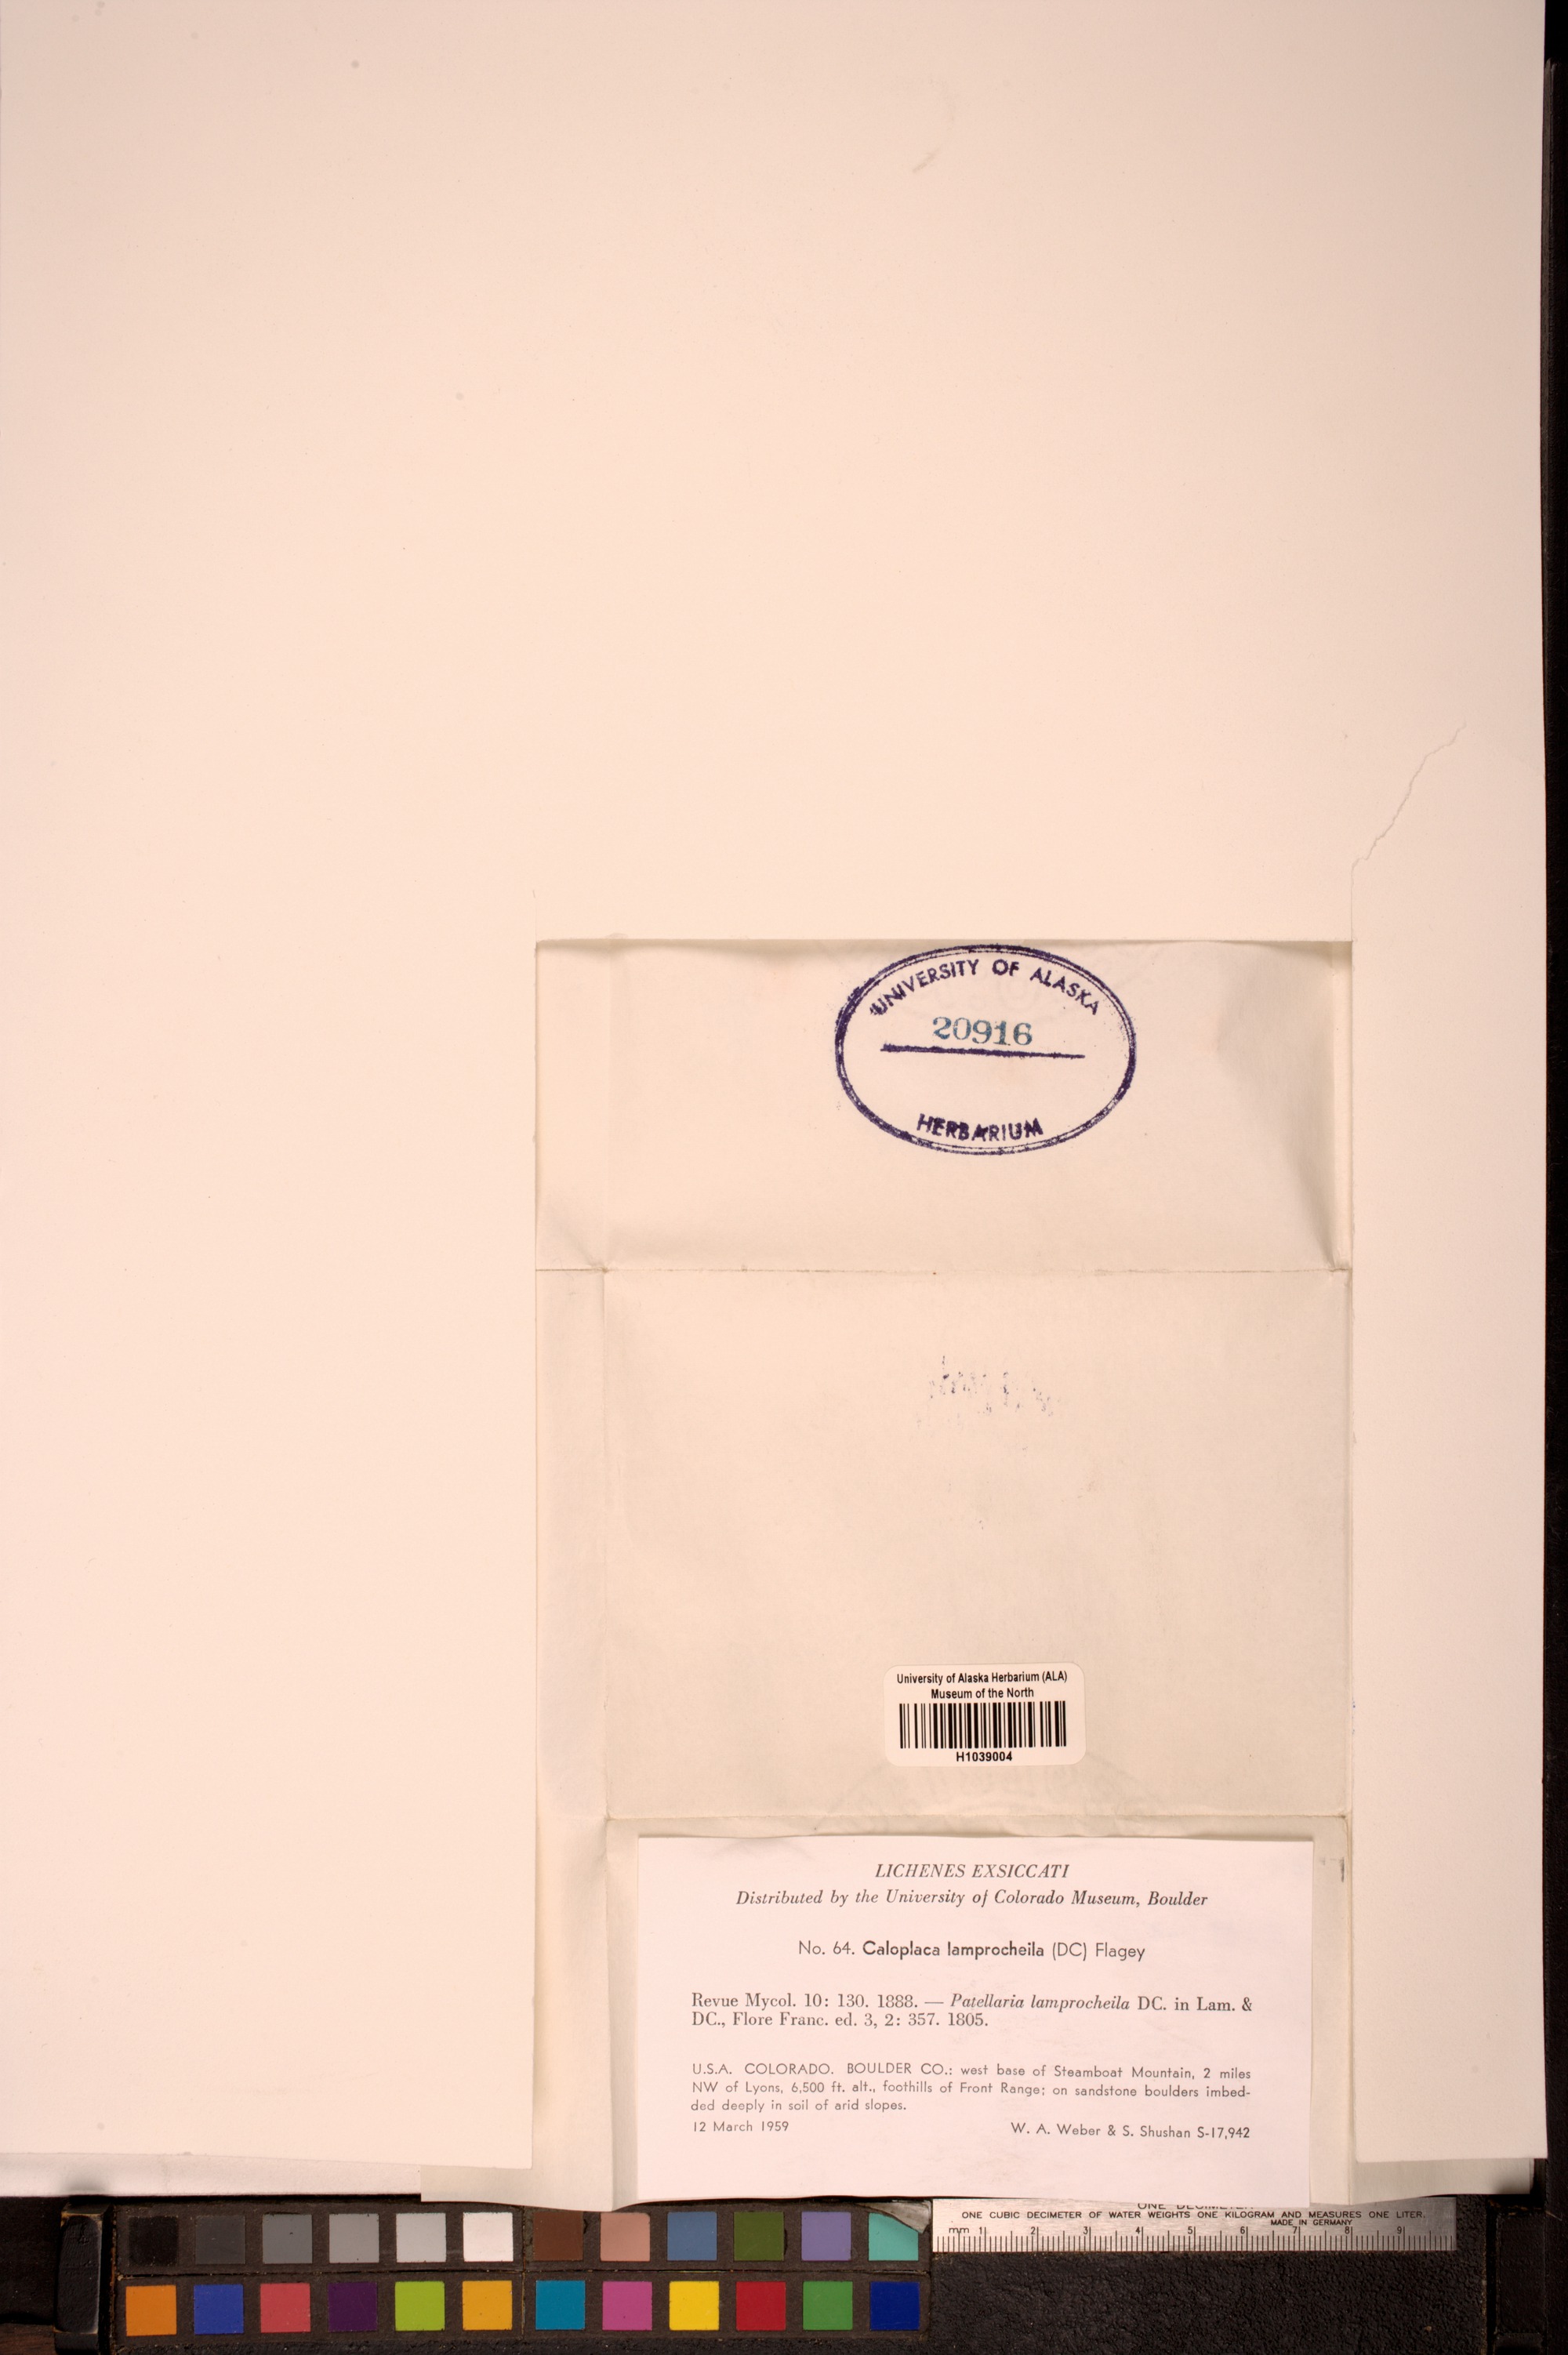 UNIVERSITY OF ALASKA
20916
HERBARIUM
University of Alaska Herbarium (ALA)
Museum of the North
H1039004
LICHENES EXSICCATI
Distributed by the University of Colorado Museum, Boulder
No. 64. Caloplaca lamprocheila (DC) Flagey
Revue Mycol. 10: 130. 1888. — Patellaria lamprocheila DC. in Lam. &
DC., Flore Franc. ed. 3, 2: 357. 1805.
U.S.A. COLORADO. BOULDER CO.: west base of Steamboat Mountain, 2 miles
NW of Lyons, 6,500 ft. alt., foothills of Front Range; on sandstone boulders imbed-
ded deeply in soil of arid slopes.
12 March 1959 W. A. Weber & S. Shushan S-17,942
ONE CUBIC DECIMETER OF WATER WEIGHTS ONE KILOGRAM AND MEASURES ONE LITER.
MADE IN GERMANY
mm 1 2 3 4 5 6 7 8 9